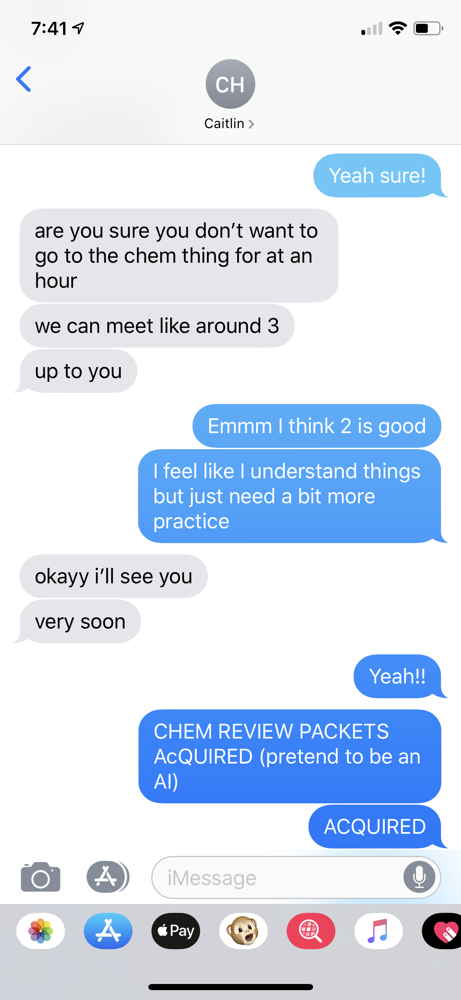 7:41
CH
Caitlin
Yeah sure!
are you sure you don’t want to
go to the chem thing for at an
hour
we can meet like around 3
up to you
Emmm I think 2 is good
I feel like I understand things
but just need a bit more
practice
okayy i’ll see you
very soon
Yeah!!
CHEM REVIEW PACKETS
AcQUIRED (pretend to be an
AI)
ACQUIRED
iMessage
Pay